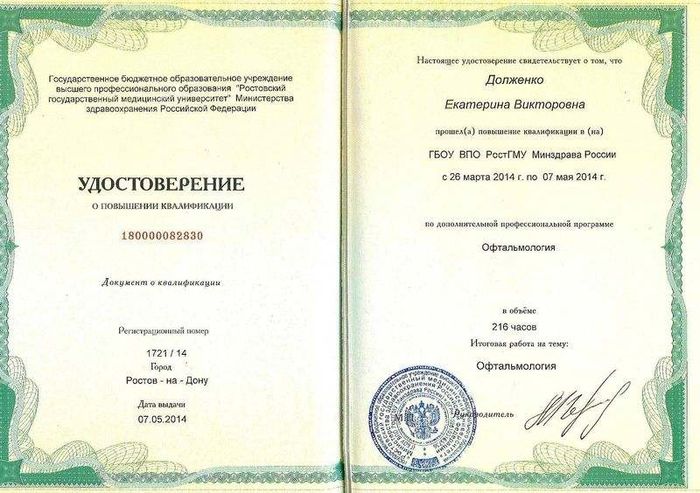 Государственное бюджетное образовательное учреждение
высшего профессионального образования "Ростовский
государственный медицинский университет" Министерства
здравоохранения Российской Федерации
УДОСТОВЕРЕНИЕ
О ПОВЫШЕНИИ КВАЛИФИКАЦИИ
180000082830
Документ о квалификации
Регистрационный номер
1721 / 14
Город
Ростов - на - Дону
Дата выдачи
07.05.2014
Настоящее удостоверение свидетельствует о том, что
Долженко
Екатерина Викторовна
прошел(а) повышение квалификации в (на)
ГБОУ ВПО РостГМУ Минздрава России
с 26 марта 2014 г. по 07 мая 2014 г.
по дополнительной профессиональной программе
Офтальмология
в объёме
216 часов
Итоговая работа на тему:
Офтальмология
М.П.
Руководитель